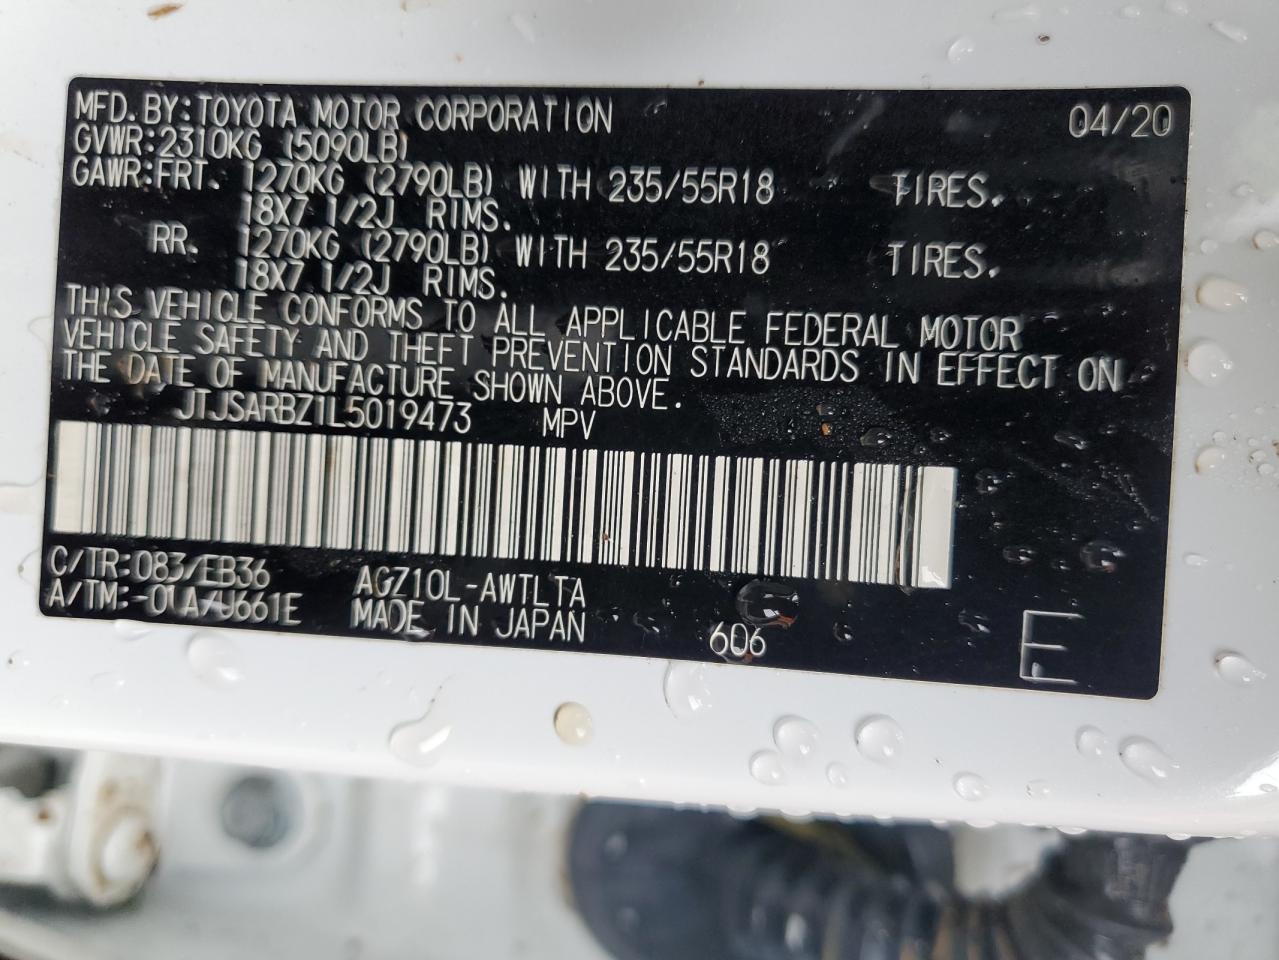 MFD.BY:TOYOTA MOTOR CORPORATION 04/20
GVWR:2310KG (5090LB)
GAWR:FRT. 1270KG (2790LB) WITH 235/55R18 TIRES.
18X7 1/2J RIMS.
RR. 1270KG (2790LB) WITH 235/55R18 TIRES.
18X7 1/2J RIMS.
THIS VEHICLE CONFORMS TO ALL APPLICABLE FEDERAL MOTOR
VEHICLE SAFETY AND THEFT PREVENTION STANDARDS IN EFFECT ON
THE DATE OF MANUFACTURE SHOWN ABOVE.
JTJSARBZ1L5019473 MPV
C/TR:083/EB36 AGZ10L-AWTLTA
A/TM:-01A/U661E MADE IN JAPAN
606
E